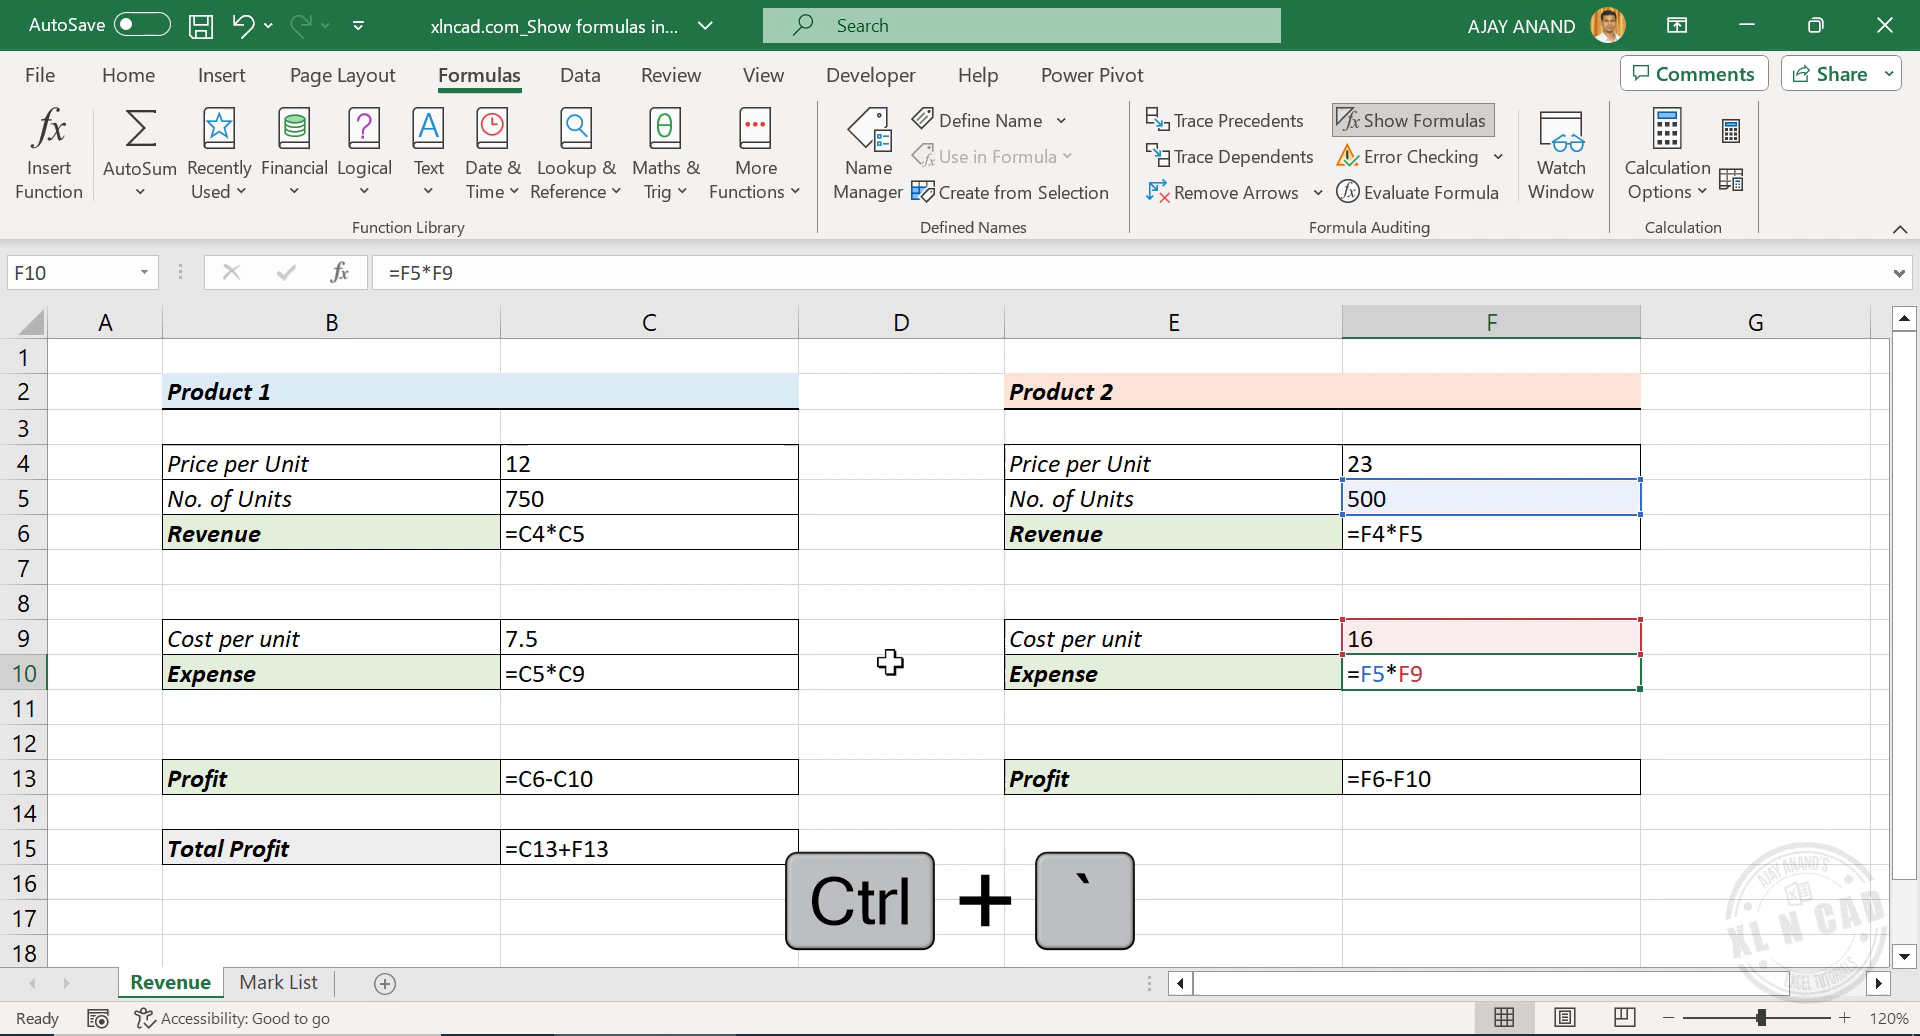 AutoSave
xlncad.com_Show formulas in...
Search
AJAY ANAND
File Home Insert Page Layout Formulas Data Review View Developer Help Power Pivot
Comments Share
Insert Function
AutoSum
Recently Used
Financial
Logical
Text
Date & Time
Lookup & Reference
Maths & Trig
More Functions
Function Library
Name Manager
Define Name
Use in Formula
Create from Selection
Defined Names
Trace Precedents
Trace Dependents
Remove Arrows
Show Formulas
Error Checking
Evaluate Formula
Formula Auditing
Watch Window
Calculation Options
Calculation
F10 fx =F5*F9
A B C D E F G
1
2 Product 1 Product 2
3
4 Price per Unit 12 Price per Unit 23
5 No. of Units 750 No. of Units 500
6 Revenue =C4*C5 Revenue =F4*F5
7
8
9 Cost per unit 7.5 Cost per unit 16
10 Expense =C5*C9 Expense =F5*F9
11
12
13 Profit =C6-C10 Profit =F6-F10
14
15 Total Profit =C13+F13
16
17
18
Ctrl + `
AJAY ANAND'S
XL N CAD
EXCEL TUTORIALS
Revenue Mark List
Ready Accessibility: Good to go 120%